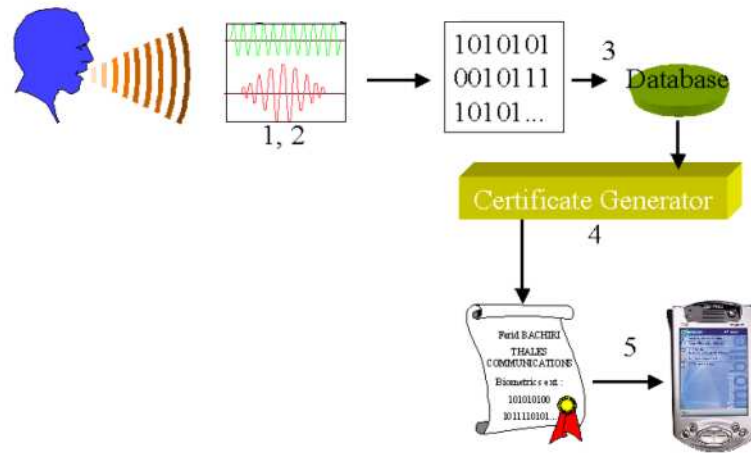 1010101
0010111
10101...
3
Database
1, 2
Certificate Generator
4
Ferid BACHIRI
THALES
COMMUNICATIONS
Biometrics ext :
101010100
1011110101...
5
mobile